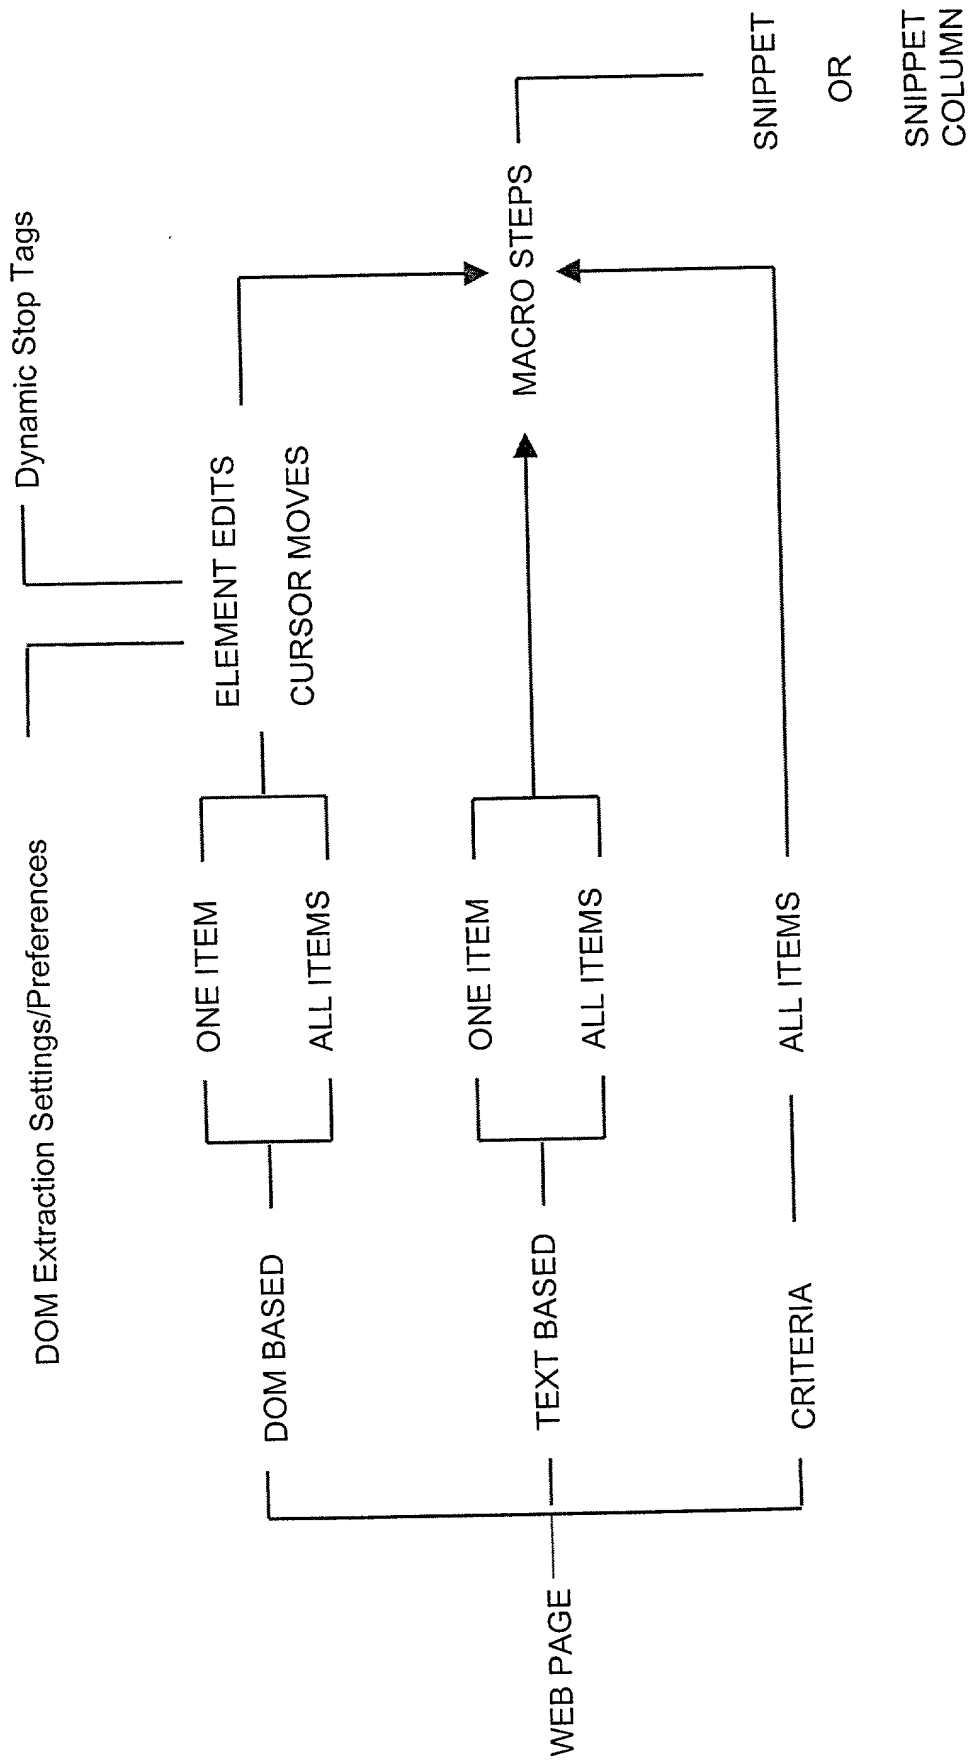 DOM Extraction Settings/Preferences
Dynamic Stop Tags
WEB PAGE
DOM BASED
ONE ITEM
ALL ITEMS
ELEMENT EDITS
CURSOR MOVES
TEXT BASED
ONE ITEM
ALL ITEMS
MACRO STEPS
CRITERIA
ALL ITEMS
SNIPPET
OR
SNIPPET
COLUMN